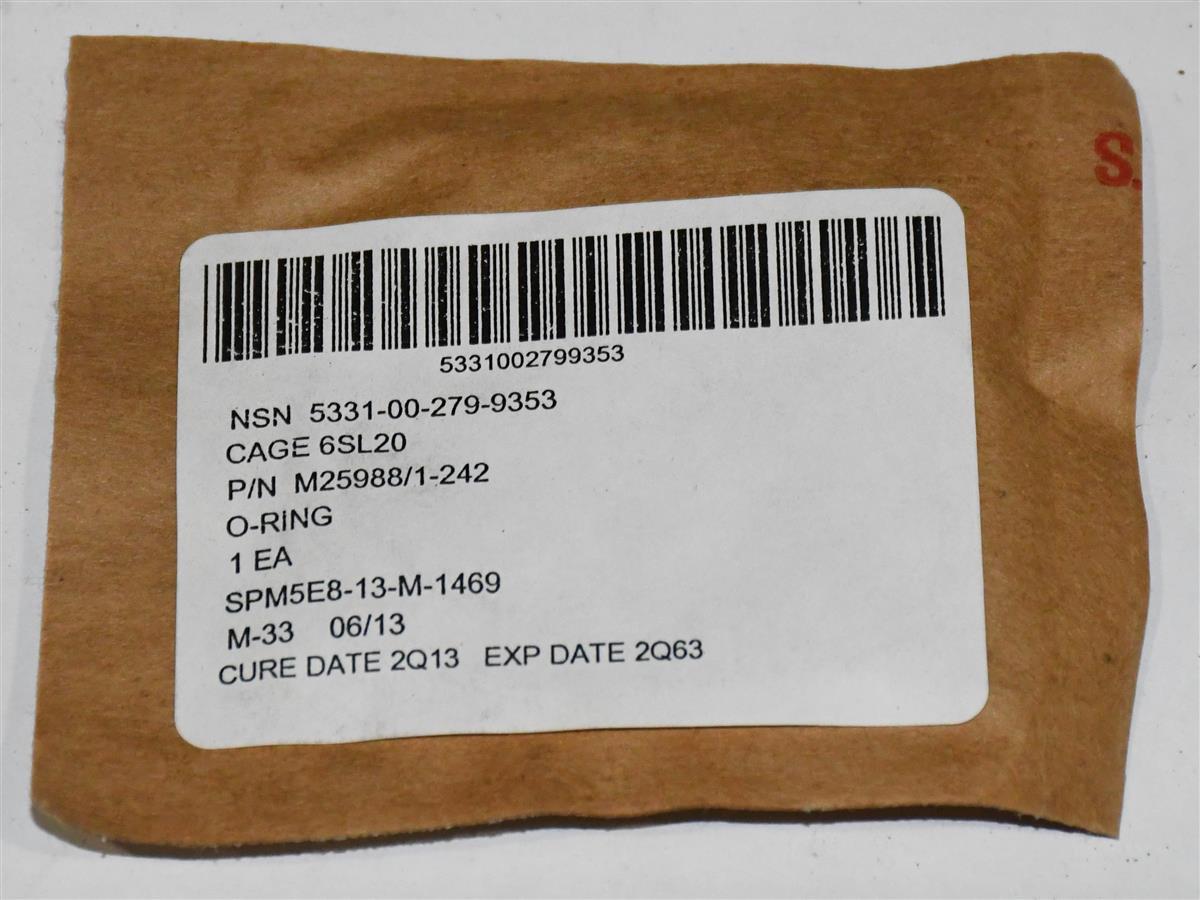 S.
5331002799353
NSN 5331-00-279-9353
CAGE 6SL20
P/N M25988/1-242
O-RING
1 EA
SPM5E8-13-M-1469
M-33 06/13
CURE DATE 2Q13 EXP DATE 2Q63